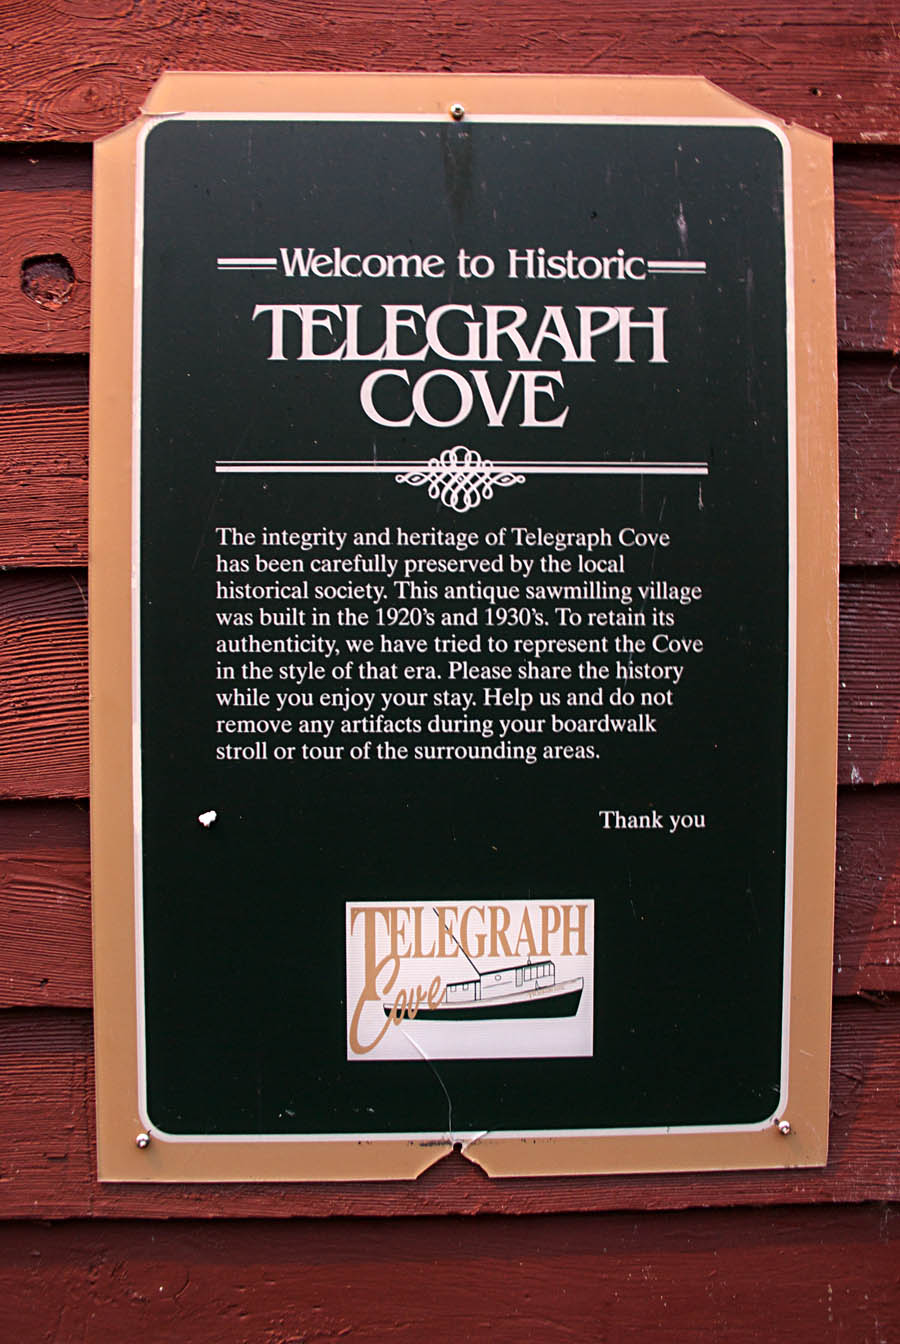 Welcome to Historic
TELEGRAPH
COVE
The integrity and heritage of Telegraph Cove
has been carefully preserved by the local
historical society. This antique sawmilling village
was built in the 1920's and 1930's. To retain its
authenticity, we have tried to represent the Cove
in the style of that era. Please share the history
while you enjoy your stay. Help us and do not
remove any artifacts during your boardwalk
stroll or tour of the surrounding areas.
Thank you
TELEGRAPH
Cove